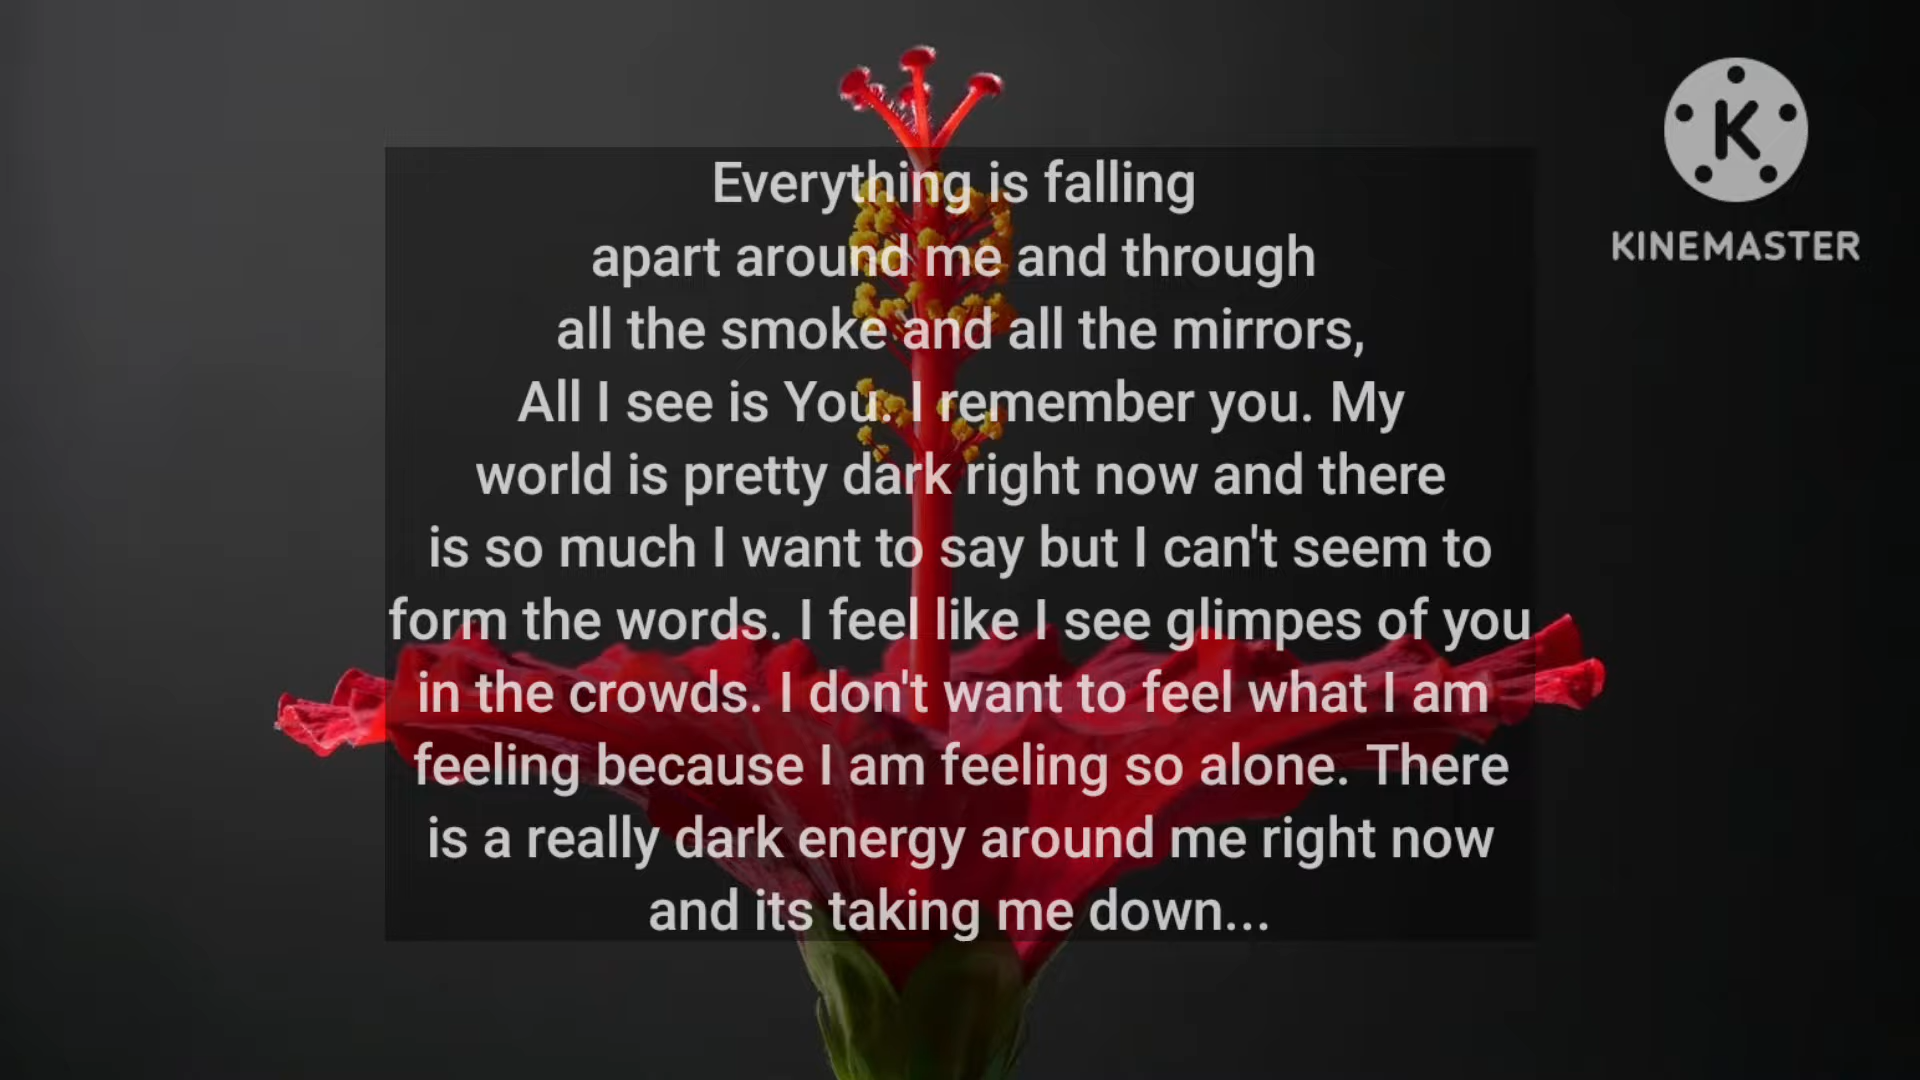 Everything is falling
apart around me and through
all the smoke and all the mirrors,
All I see is You. I remember you. My
world is pretty dark right now and there
is so much I want to say but I can't seem to
form the words. I feel like I see glimpes of you
in the crowds. I don't want to feel what I am
feeling because I am feeling so alone. There
is a really dark energy around me right now
and its taking me down...
K
KINEMASTER